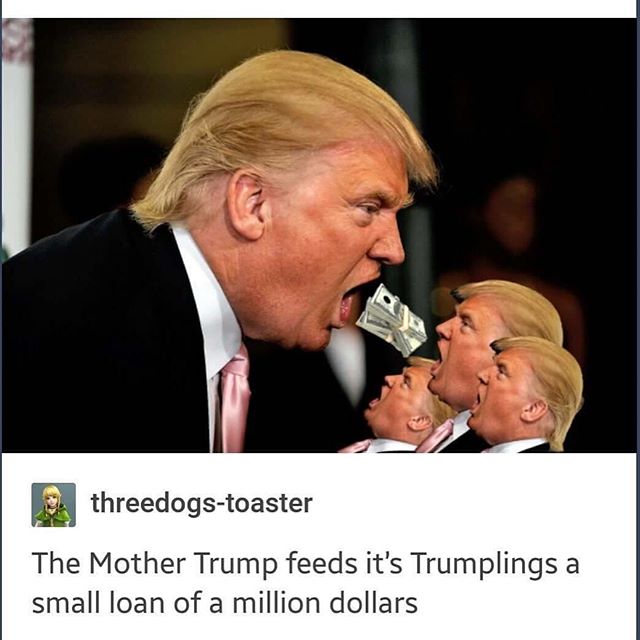 threedogs-toaster
The Mother Trump feeds it's Trumplings a
small loan of a million dollars